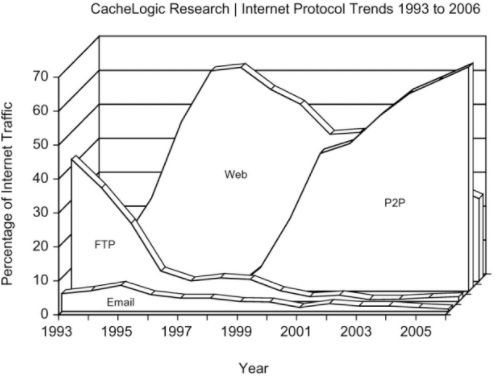 CacheLogic Research | Internet Protocol Trends 1993 to 2006
Percentage of Internet Traffic
70
60
50
40
30
20
10
0
Web
P2P
FTP
Email
1993 1995 1997 1999 2001 2003 2005
Year